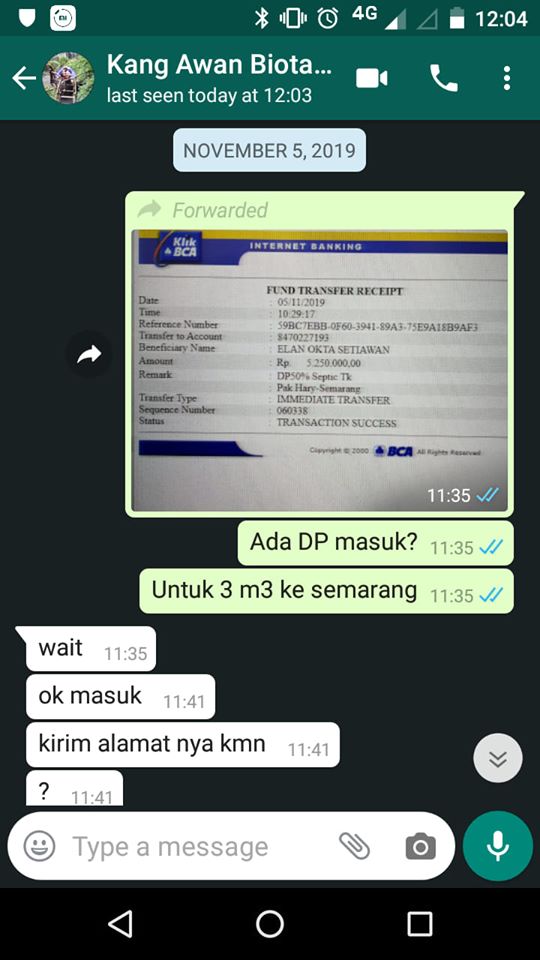 4G 12:04
Kang Awan Biota...
last seen today at 12:03
NOVEMBER 5, 2019
Forwarded
Klik BCA INTERNET BANKING
FUND TRANSFER RECEIPT
Date : 05/11/2019
Time : 10:29:17
Reference Number : 59BC7EBB-0F60-3941-89A3-75E9A18B9AF3
Transfer to Account : 8470227193
Beneficiary Name : ELAN OKTA SETIAWAN
Amount : Rp. 5.250.000,00
Remark : DP50% Septic Tk
: Pak Hary-Semarang
Transfer Type : IMMEDIATE TRANSFER
Sequence Number : 060338
Status : TRANSACTION SUCCESS
Copyright © 2000 BCA All Rights Reserved
11:35
Ada DP masuk? 11:35
Untuk 3 m3 ke semarang 11:35
wait 11:35
ok masuk 11:41
kirim alamat nya kmn 11:41
? 11:41
Type a message